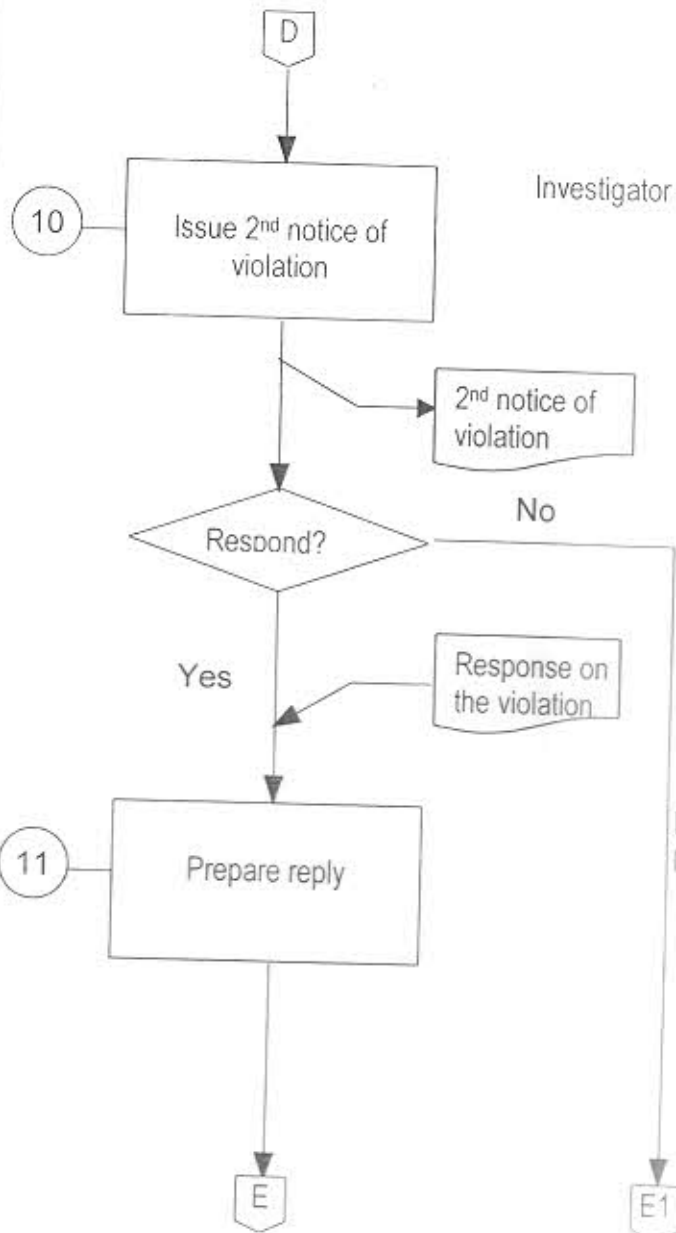 D
10
Issue 2nd notice of
violation
Investigator
2nd notice of
violation
Respond?
No
Yes
Response on
the violation
11
Prepare reply
E
E1